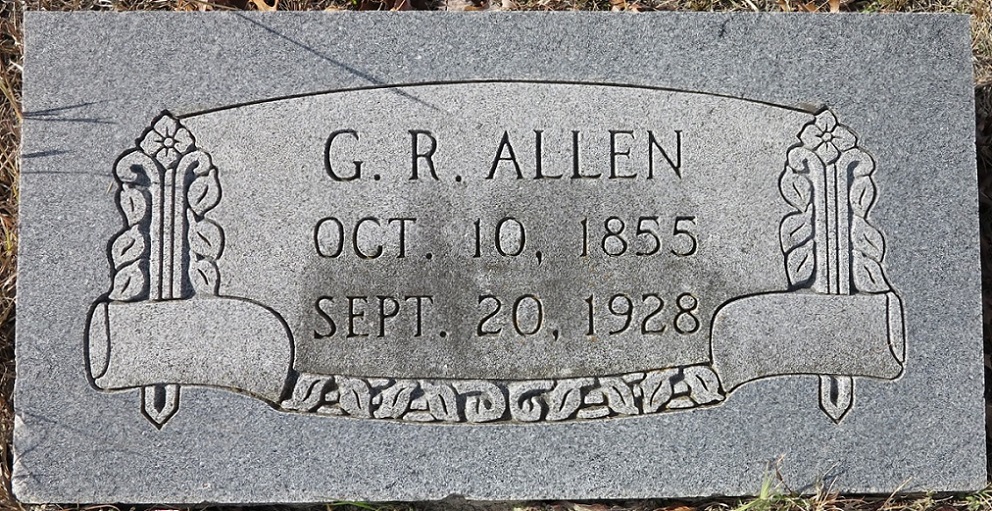 G. R. ALLEN
OCT. 10, 1855
SEPT. 20, 1928